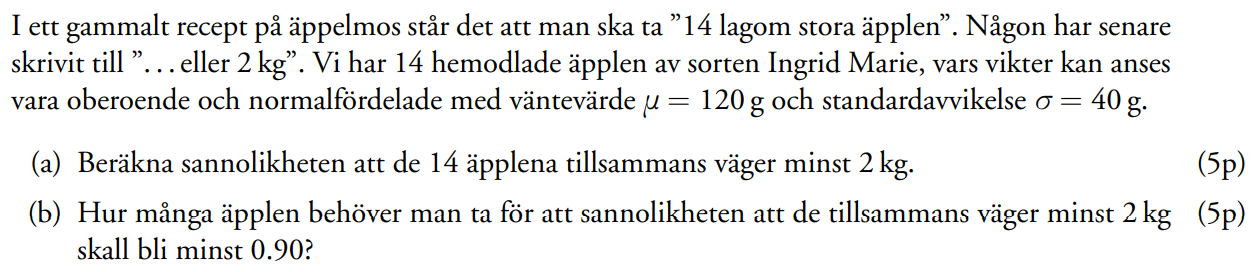 I ett gammalt recept på äppelmos står det att man ska ta ”14 lagom stora äpplen”. Någon har senare
skrivit till ”. . . eller 2 kg”. Vi har 14 hemodlade äpplen av sorten Ingrid Marie, vars vikter kan anses
vara oberoende och normalfördelade med väntevärde μ = 120 g och standardavvikelse σ = 40 g.
(a) Beräkna sannolikheten att de 14 äpplena tillsammans väger minst 2 kg. (5p)
(b) Hur många äpplen behöver man ta för att sannolikheten att de tillsammans väger minst 2 kg (5p)
skall bli minst 0.90?